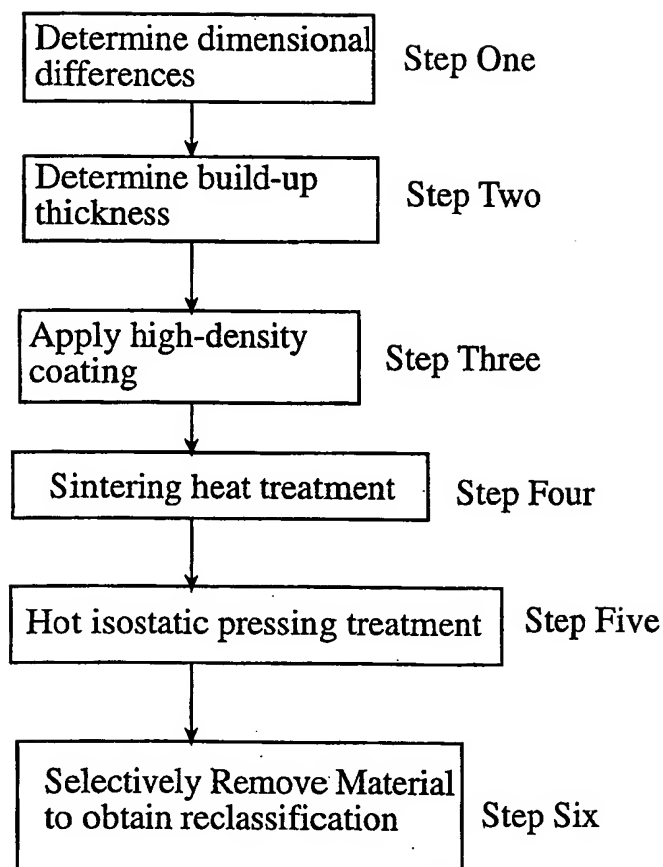 Determine dimensional
differences
Step One
Determine build-up
thickness
Step Two
Apply high-density
coating
Step Three
Sintering heat treatment
Step Four
Hot isostatic pressing treatment
Step Five
Selectively Remove Material
to obtain reclassification
Step Six